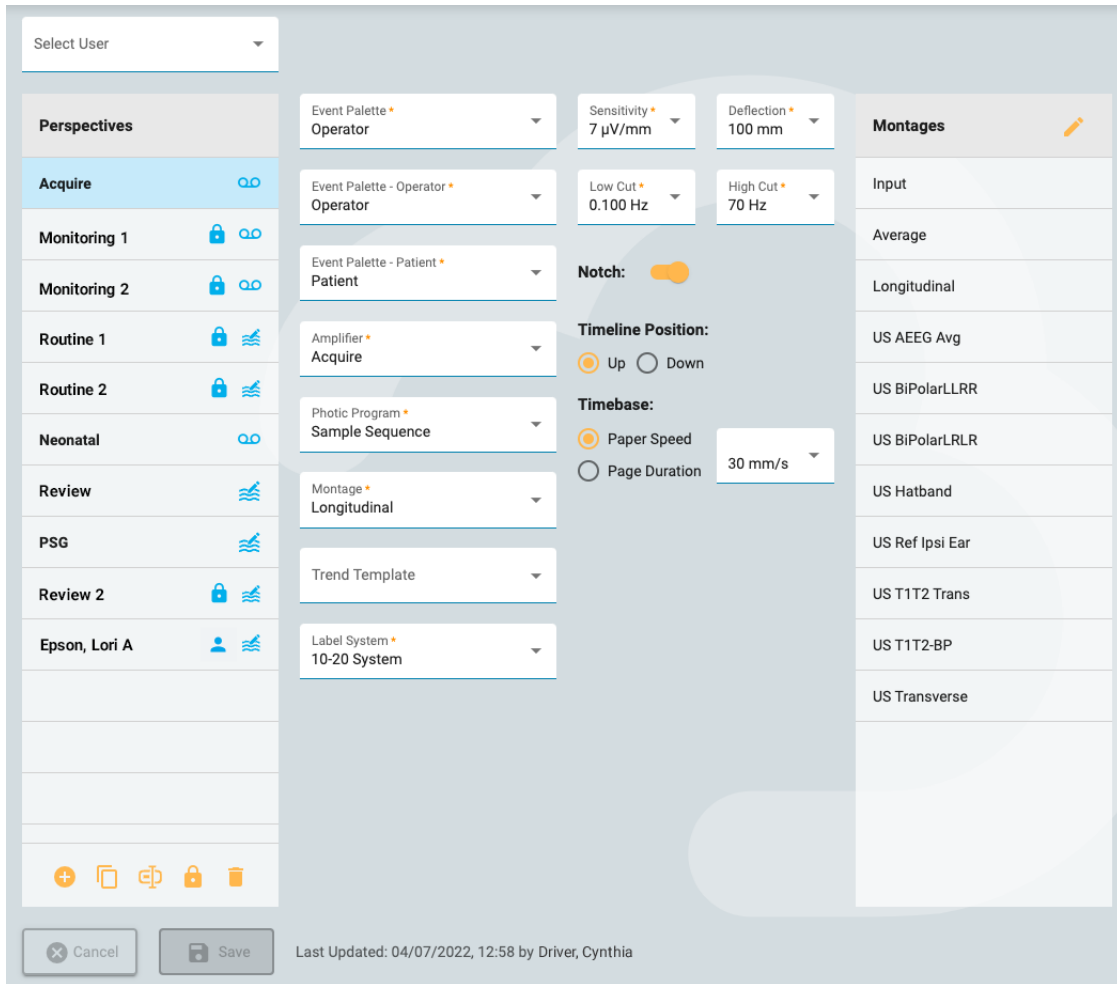 Select User
Perspectives
Acquire
Monitoring 1
Monitoring 2
Routine 1
Routine 2
Neonatal
Review
PSG
Review 2
Epson, Lori A
Event Palette *
Operator
Event Palette - Operator *
Operator
Event Palette - Patient *
Patient
Amplifier *
Acquire
Photic Program *
Sample Sequence
Montage *
Longitudinal
Trend Template
Label System *
10-20 System
Sensitivity *
7 µV/mm
Deflection *
100 mm
Low Cut *
0.100 Hz
High Cut *
70 Hz
Notch:
Timeline Position:
Up Down
Timebase:
Paper Speed
Page Duration
30 mm/s
Montages
Input
Average
Longitudinal
US AEEG Avg
US BiPolarLLRR
US BiPolarLRLR
US Hatband
US Ref Ipsi Ear
US T1T2 Trans
US T1T2-BP
US Transverse
Cancel
Save
Last Updated: 04/07/2022, 12:58 by Driver, Cynthia